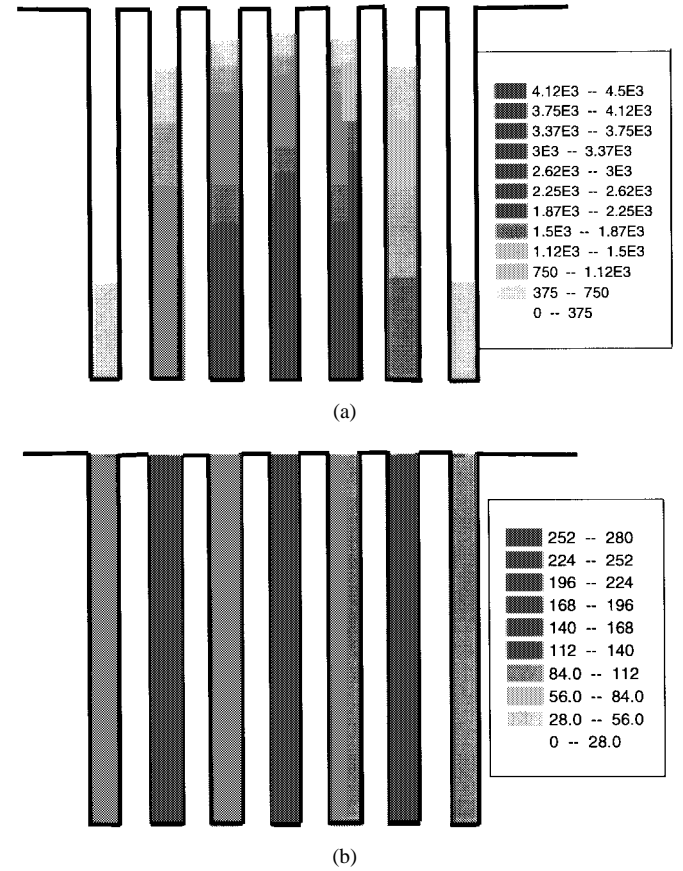 4.12E3 -- 4.5E3
3.75E3 -- 4.12E3
3.37E3 -- 3.75E3
3E3 -- 3.37E3
2.62E3 -- 3E3
2.25E3 -- 2.62E3
1.87E3 -- 2.25E3
1.5E3 -- 1.87E3
1.12E3 -- 1.5E3
750 -- 1.12E3
375 -- 750
0 -- 375
(a)
252 -- 280
224 -- 252
196 -- 224
168 -- 196
140 -- 168
112 -- 140
84.0 -- 112
56.0 -- 84.0
28.0 -- 56.0
0 -- 28.0
(b)